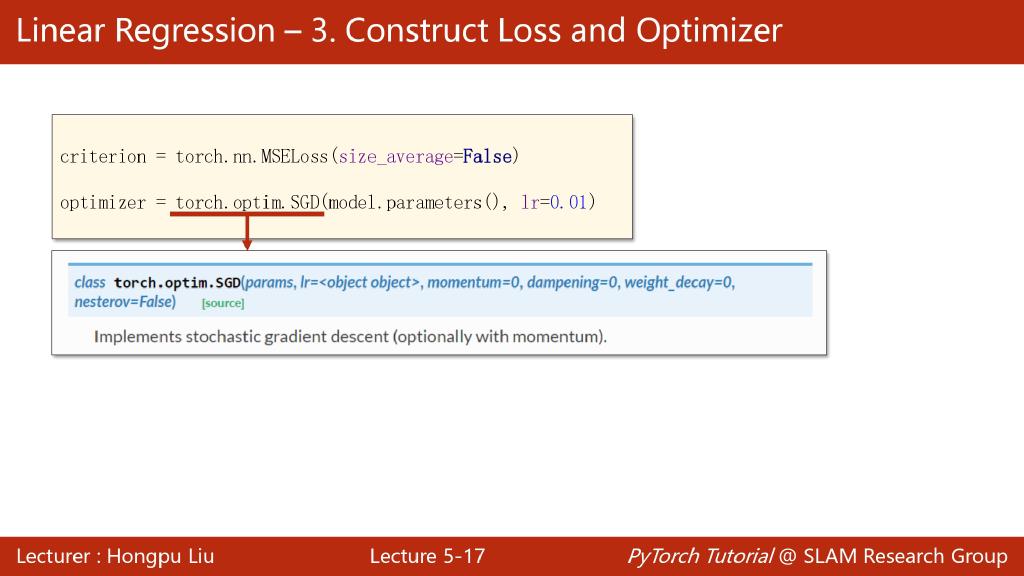 Linear Regression – 3. Construct Loss and Optimizer
criterion = torch.nn.MSELoss(size_average=False)
optimizer = torch.optim.SGD(model.parameters(), lr=0.01)
class torch.optim.SGD(params, lr=<object object>, momentum=0, dampening=0, weight_decay=0,
nesterov=False) [source]
Implements stochastic gradient descent (optionally with momentum).
Lecturer : Hongpu Liu Lecture 5-17 PyTorch Tutorial @ SLAM Research Group